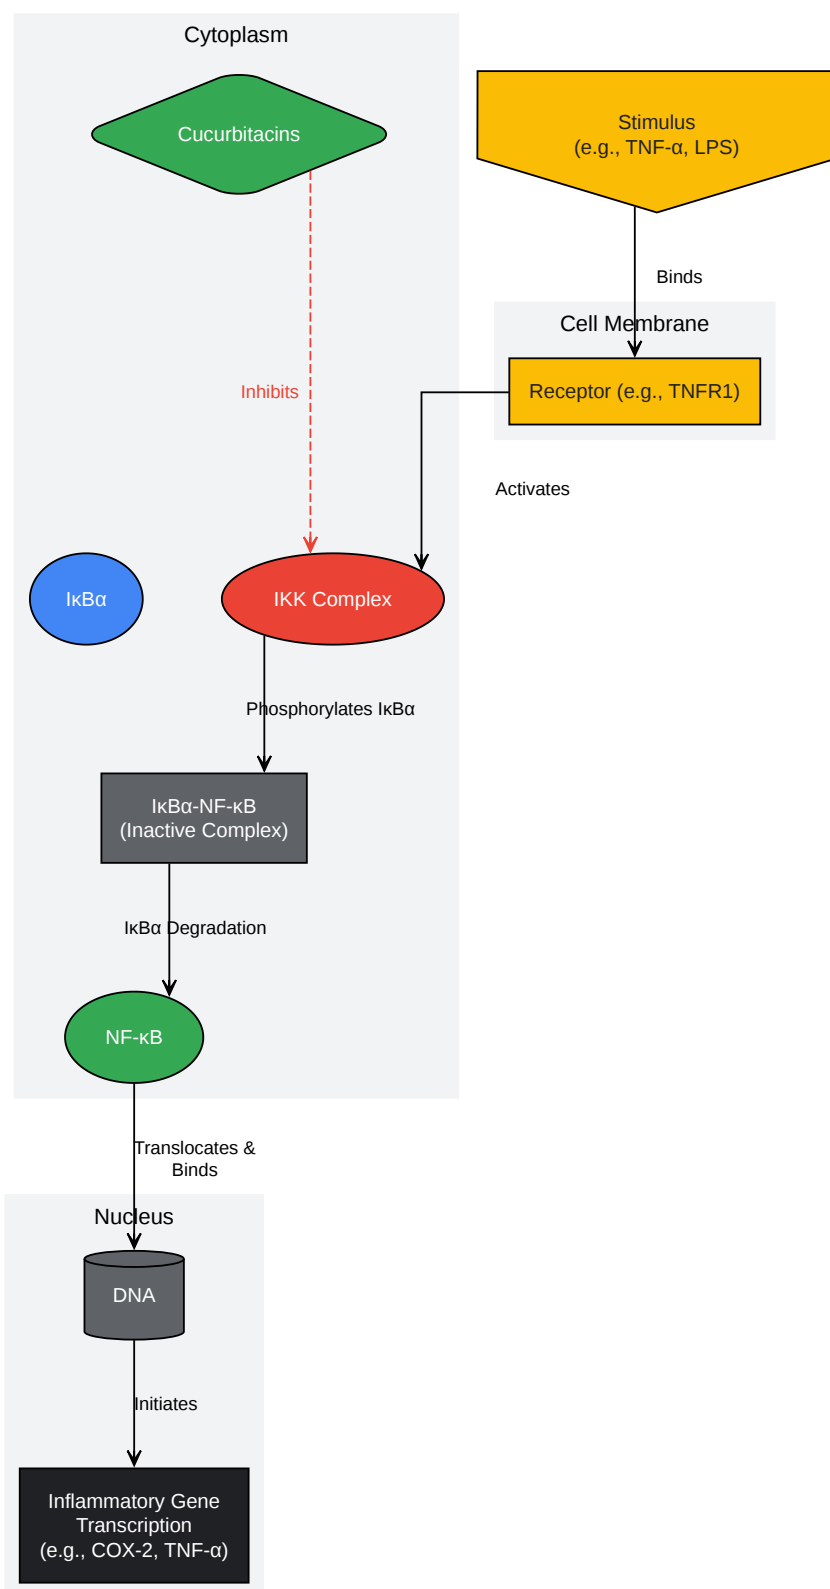 Cytoplasm
Cucurbitacins
Stimulus
(e.g., TNF-α, LPS)
Binds
Cell Membrane
Receptor (e.g., TNFR1)
Inhibits
Activates
IκBα
IKK Complex
Phosphorylates IκBα
IκBα-NF-κB
(Inactive Complex)
IκBα Degradation
NF-κB
Translocates &
Binds
Nucleus
DNA
Initiates
Inflammatory Gene
Transcription
(e.g., COX-2, TNF-α)